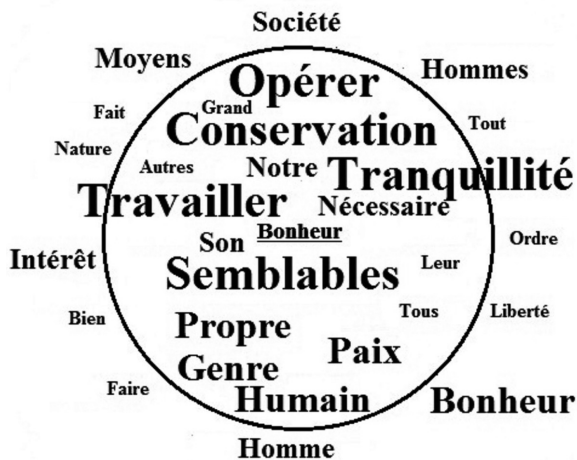 Société
Moyens
Hommes
Opérer
Fait
Grand
Tout
Conservation
Nature
Autres
Notre
Tranquillité
Travailler
Nécessaire
Son
Bonheur
Ordre
Intérêt
Semblables
Leur
Bien
Propre
Tous
Liberté
Paix
Genre
Faire
Humain
Bonheur
Homme